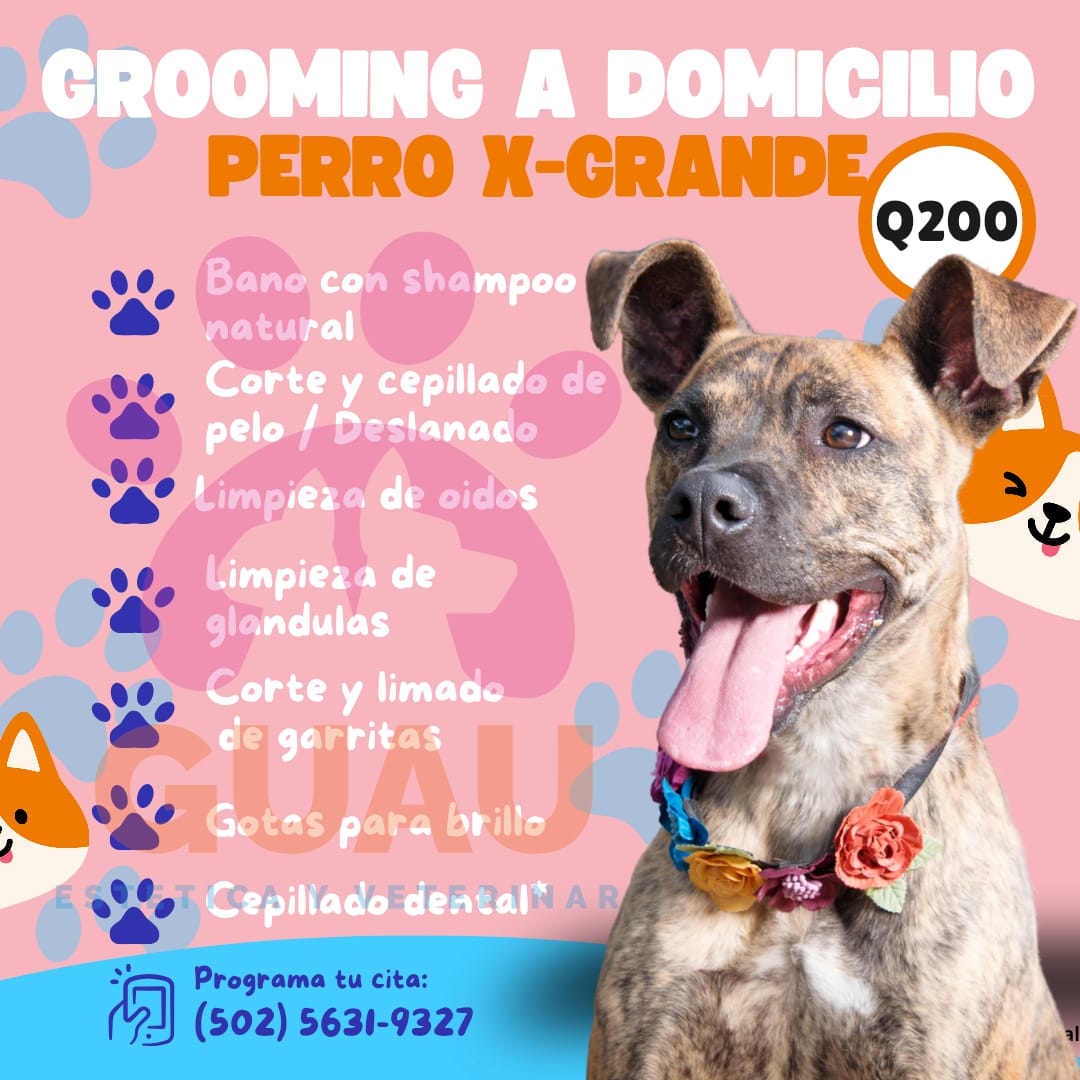 GROOMING A DOMICILIO
PERRO X-GRANDE
Q200
Bano con shampoo
natural
Corte y cepillado de
pelo / Deslanado
Limpieza de oidos
Limpieza de
glandulas
Corte y limado
de garritas
GUAU
Gotas para brillo
ESTETICA Y VETERINAR
Cepillado dental*
Programa tu cita:
(502) 5631-9327
al